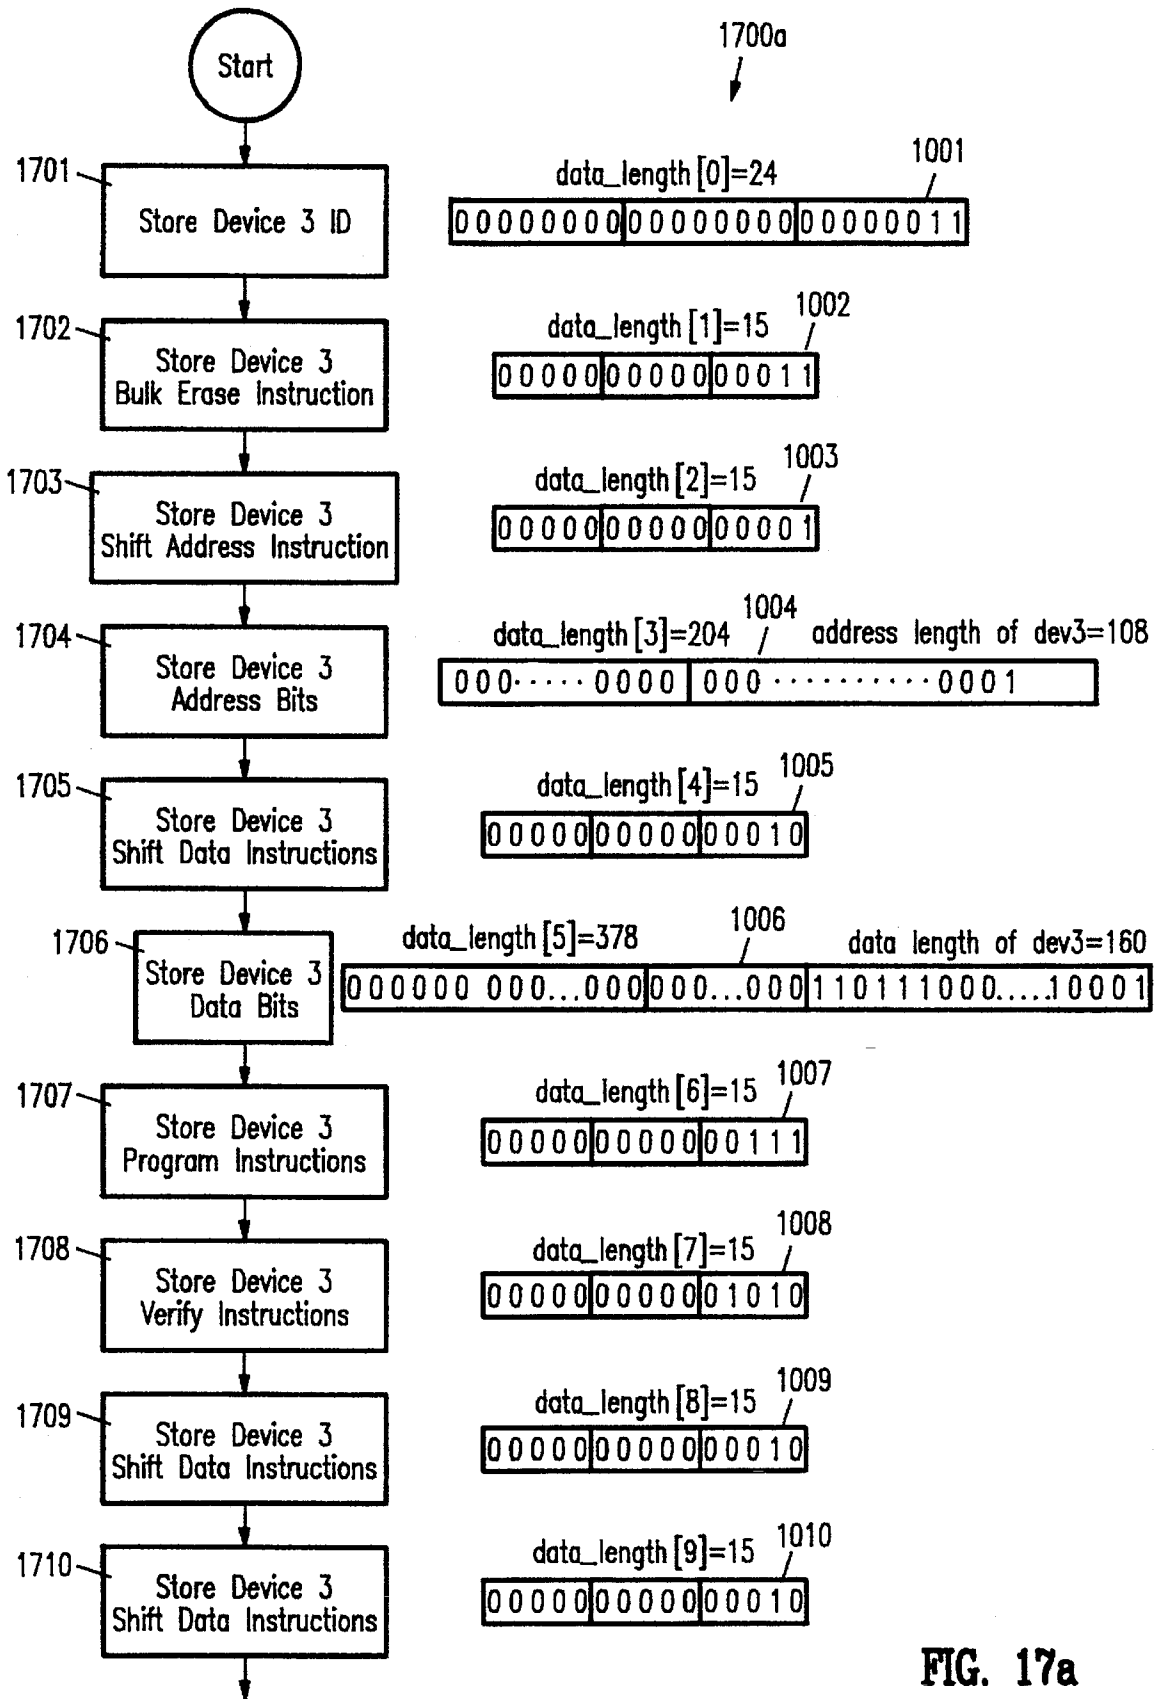 Start
1700a
1701
Store Device 3 ID
data_length[0]=24
1001
00000000 00000000 00000011
1702
Store Device 3
Bulk Erase Instruction
data_length[1]=15
1002
00000 00000 00011
1703
Store Device 3
Shift Address Instruction
data_length[2]=15
1003
00000 00000 00001
1704
Store Device 3
Address Bits
data_length[3]=204
1004
address length of dev3=108
000·····0000 000··········0001
1705
Store Device 3
Shift Data Instructions
data_length[4]=15
1005
00000 00000 00010
1706
Store Device 3
Data Bits
data_length[5]=378
1006
data length of dev3=160
000000 000...000 000...000 110111000.....10001
1707
Store Device 3
Program Instructions
data_length[6]=15
1007
00000 00000 00111
1708
Store Device 3
Verify Instructions
data_length[7]=15
1008
00000 00000 01010
1709
Store Device 3
Shift Data Instructions
data_length[8]=15
1009
00000 00000 00010
1710
Store Device 3
Shift Data Instructions
data_length[9]=15
1010
00000 00000 00010
FIG. 17a